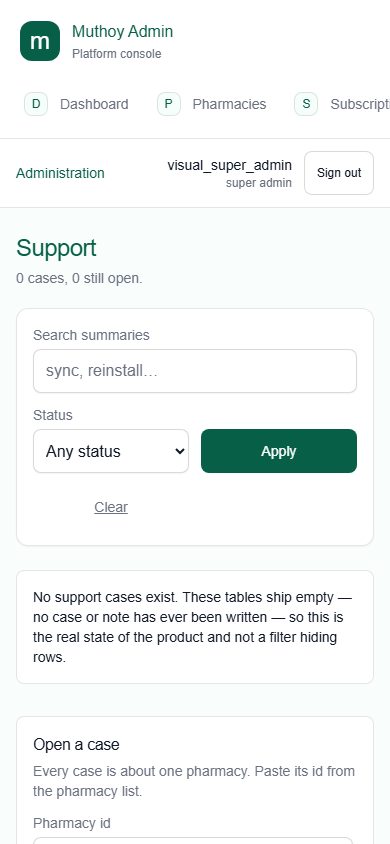 m
Muthoy Admin
Platform console
D Dashboard P Pharmacies S Subscripti
Administration
visual_super_admin
super admin
Sign out
Support
0 cases, 0 still open.
Search summaries
sync, reinstall…
Status
Any status
Apply
Clear
No support cases exist. These tables ship empty —
no case or note has ever been written — so this is
the real state of the product and not a filter hiding
rows.
Open a case
Every case is about one pharmacy. Paste its id from
the pharmacy list.
Pharmacy id